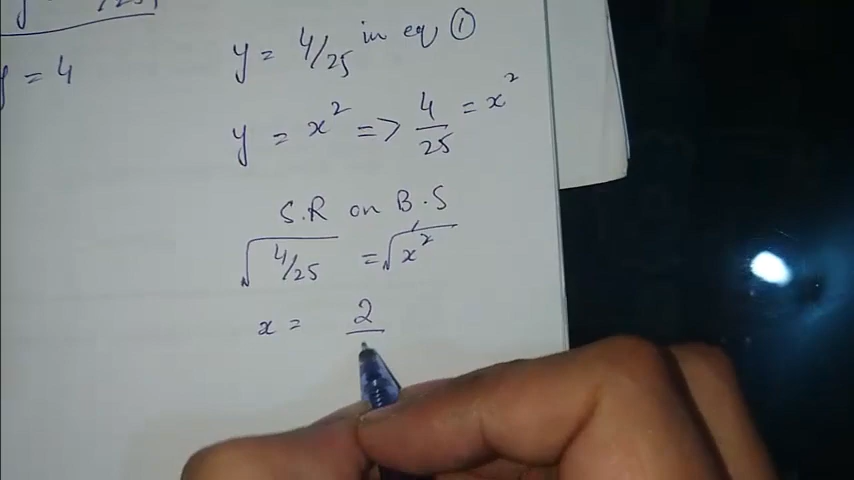 y = 4
y = 4/25 in eq ①
y = x² => 4/25 = x²
S.R on B.S
√4/25 = √x²
x = 2